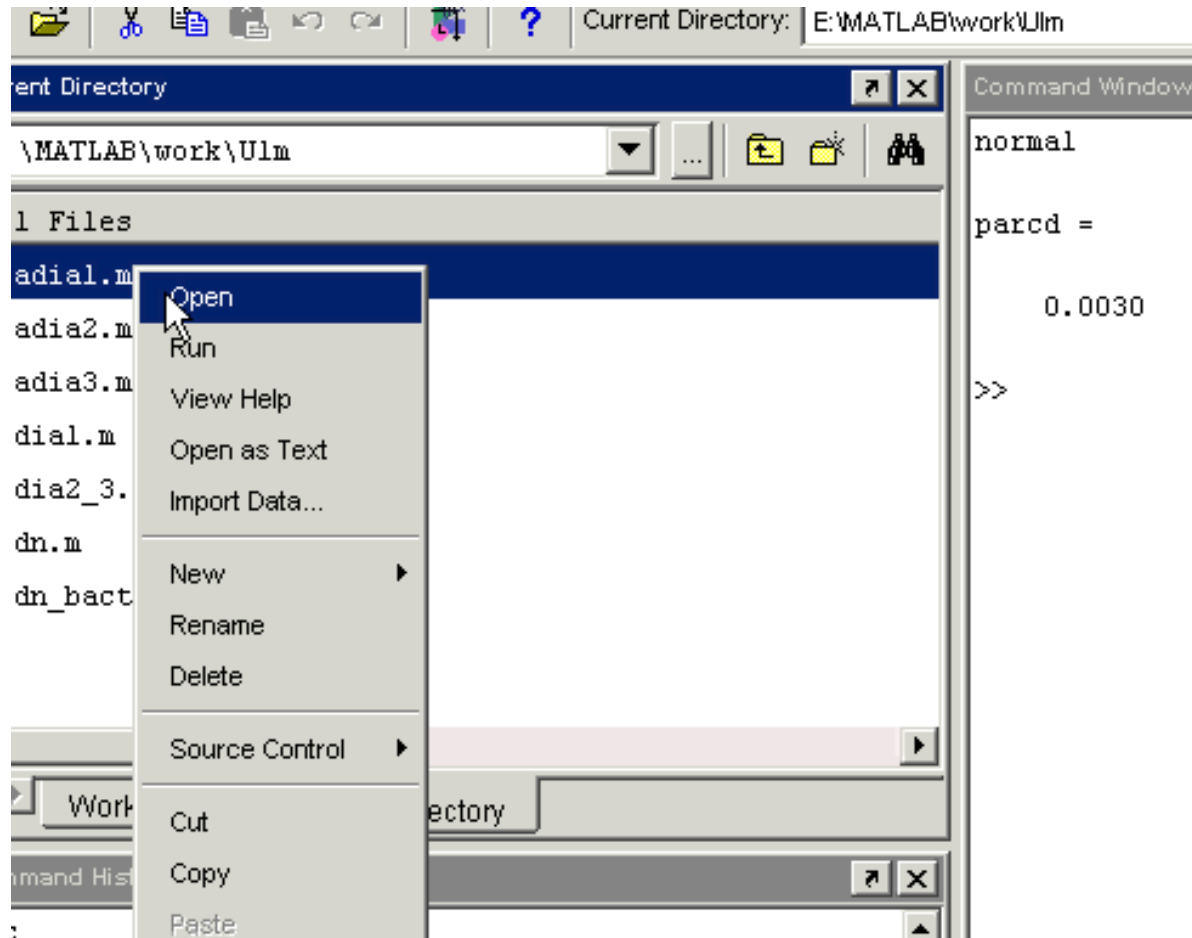 ? Current Directory: E:\MATLAB\work\Ulm
rent Directory
\MATLAB\work\Ulm
...
l Files
adia1.m
adia2.m
adia3.m
dia1.m
dia2_3.
dn.m
dn_bact
Open
Run
View Help
Open as Text
Import Data...
New
Rename
Delete
Source Control
Cut
Copy
Paste
Work
ectory
mmand Hist
Command Window
normal
parcd =
0.0030
>>